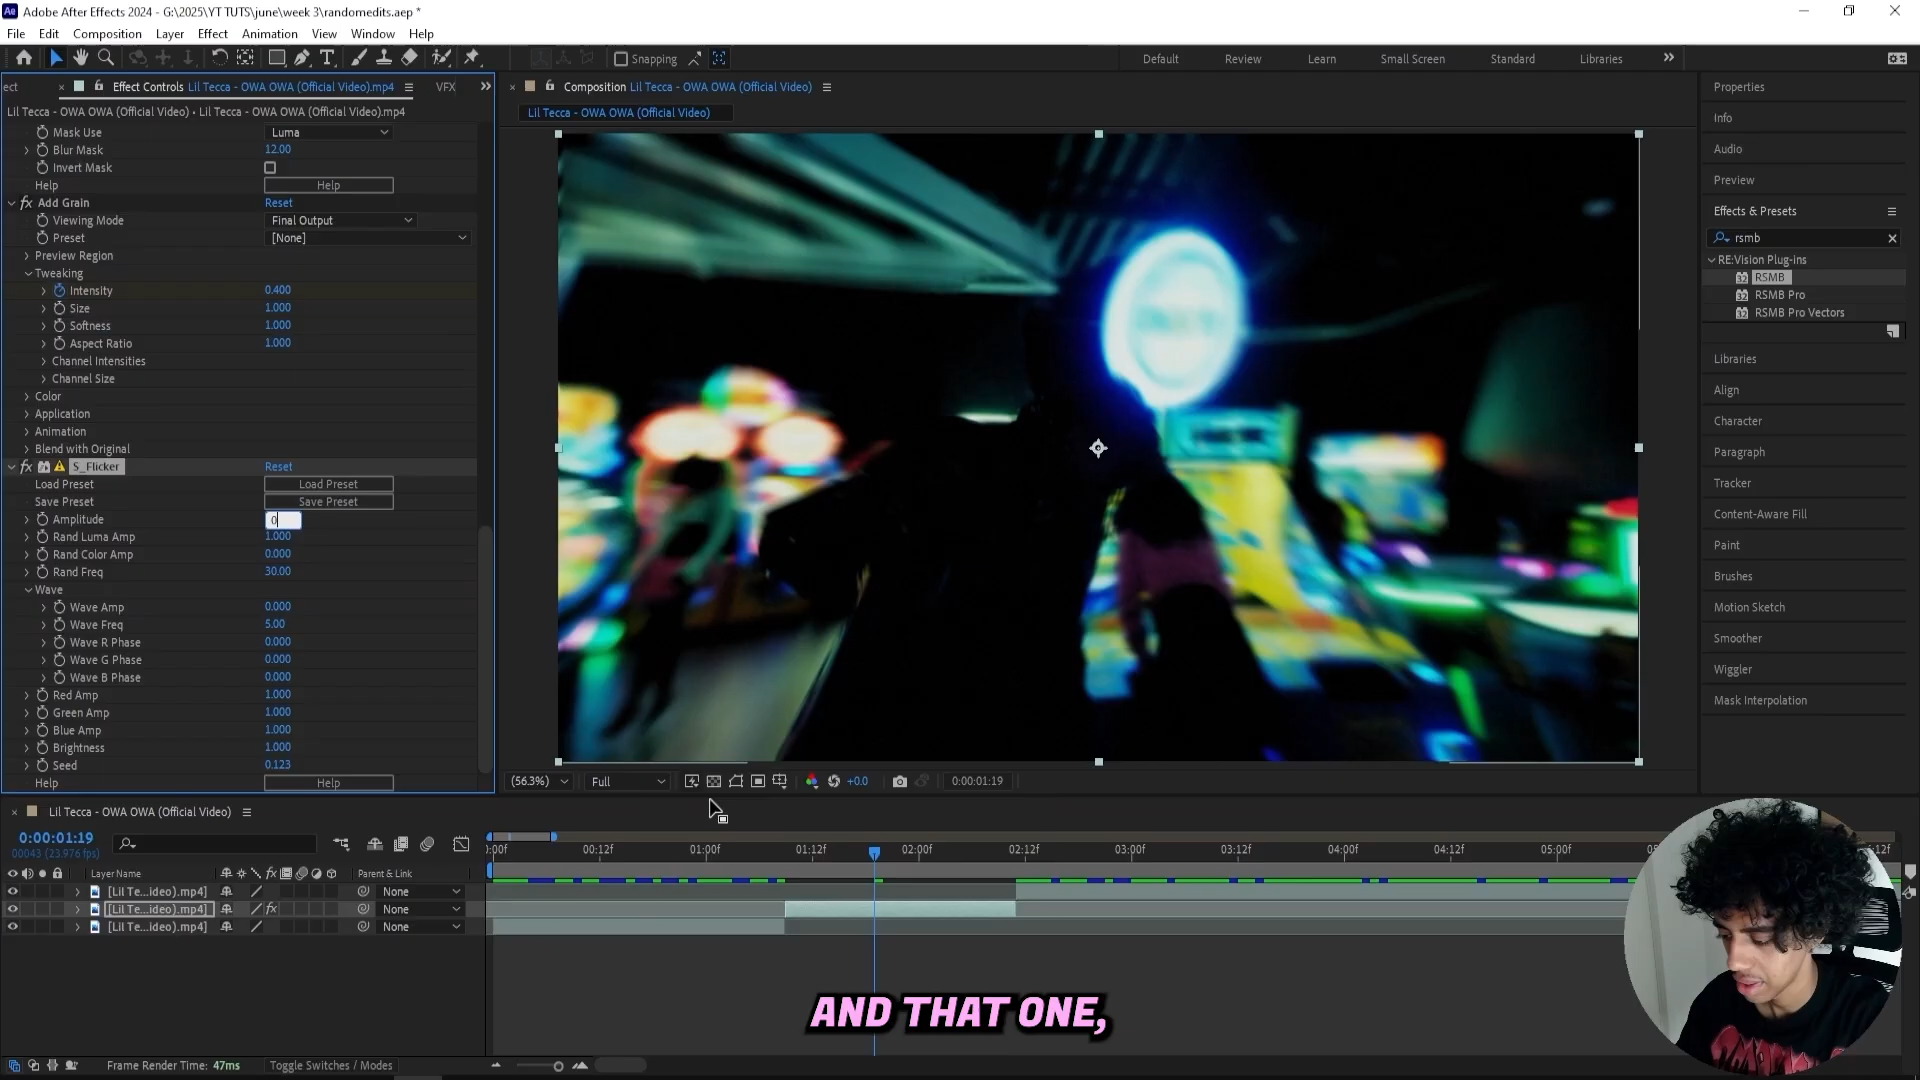 Ae Adobe After Effects 2024 - G:\2025\YT TUTS\june\week 3\randomedits.aep *
File Edit Composition Layer Effect Animation View Window Help
Snapping
Default Review Learn Small Screen Standard Libraries
ect Effect Controls Lil Tecca - OWA OWA (Official Video).mp4 VFX
Lil Tecca - OWA OWA (Official Video) • Lil Tecca - OWA OWA (Official Video).mp4
Mask Use Luma
Blur Mask 12.00
Invert Mask
Help Help
fx Add Grain Reset
Viewing Mode Final Output
Preset [None]
Preview Region
Tweaking
Intensity 0.400
Size 1.000
Softness 1.000
Aspect Ratio 1.000
Channel Intensities
Channel Size
Color
Application
Animation
Blend with Original
fx S_Flicker Reset
Load Preset Load Preset
Save Preset Save Preset
Amplitude 0
Rand Luma Amp 1.000
Rand Color Amp 0.000
Rand Freq 30.00
Wave
Wave Amp 0.000
Wave Freq 5.00
Wave R Phase 0.000
Wave G Phase 0.000
Wave B Phase 0.000
Red Amp 1.000
Green Amp 1.000
Blue Amp 1.000
Brightness 1.000
Seed 0.123
Help Help
Composition Lil Tecca - OWA OWA (Official Video)
Lil Tecca - OWA OWA (Official Video)
(56.3%) Full +0.0 0:00:01:19
Properties
Info
Audio
Preview
Effects & Presets
rsmb
RE:Vision Plug-ins
32 RSMB
32 RSMB Pro
32 RSMB Pro Vectors
Libraries
Align
Character
Paragraph
Tracker
Content-Aware Fill
Paint
Brushes
Motion Sketch
Smoother
Wiggler
Mask Interpolation
Lil Tecca - OWA OWA (Official Video)
0:00:01:19
00043 (23.976 fps)
:00f 00:12f 01:00f 01:12f 02:00f 02:12f 03:00f 03:12f 04:00f 04:12f 05:00f
Layer Name fx Parent & Link
[Lil Te...ideo).mp4] None
[Lil Te...ideo).mp4] fx None
[Lil Te...ideo).mp4] None
AND THAT ONE,
Frame Render Time: 47ms Toggle Switches / Modes